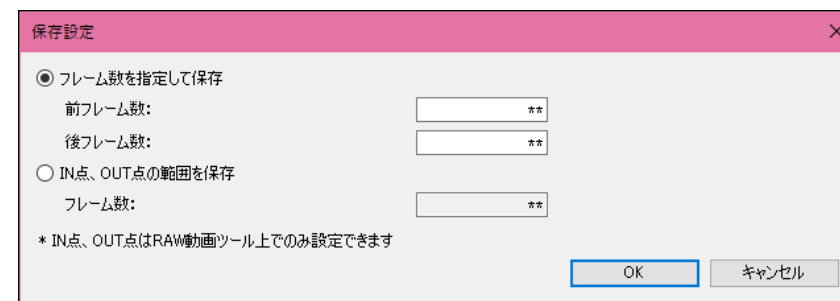 保存設定
フレーム数を指定して保存
前フレーム数: **
後フレーム数: **
IN点、OUT点の範囲を保存
フレーム数: **
* IN点、OUT点はRAW動画ツール上でのみ設定できます
OK キャンセル